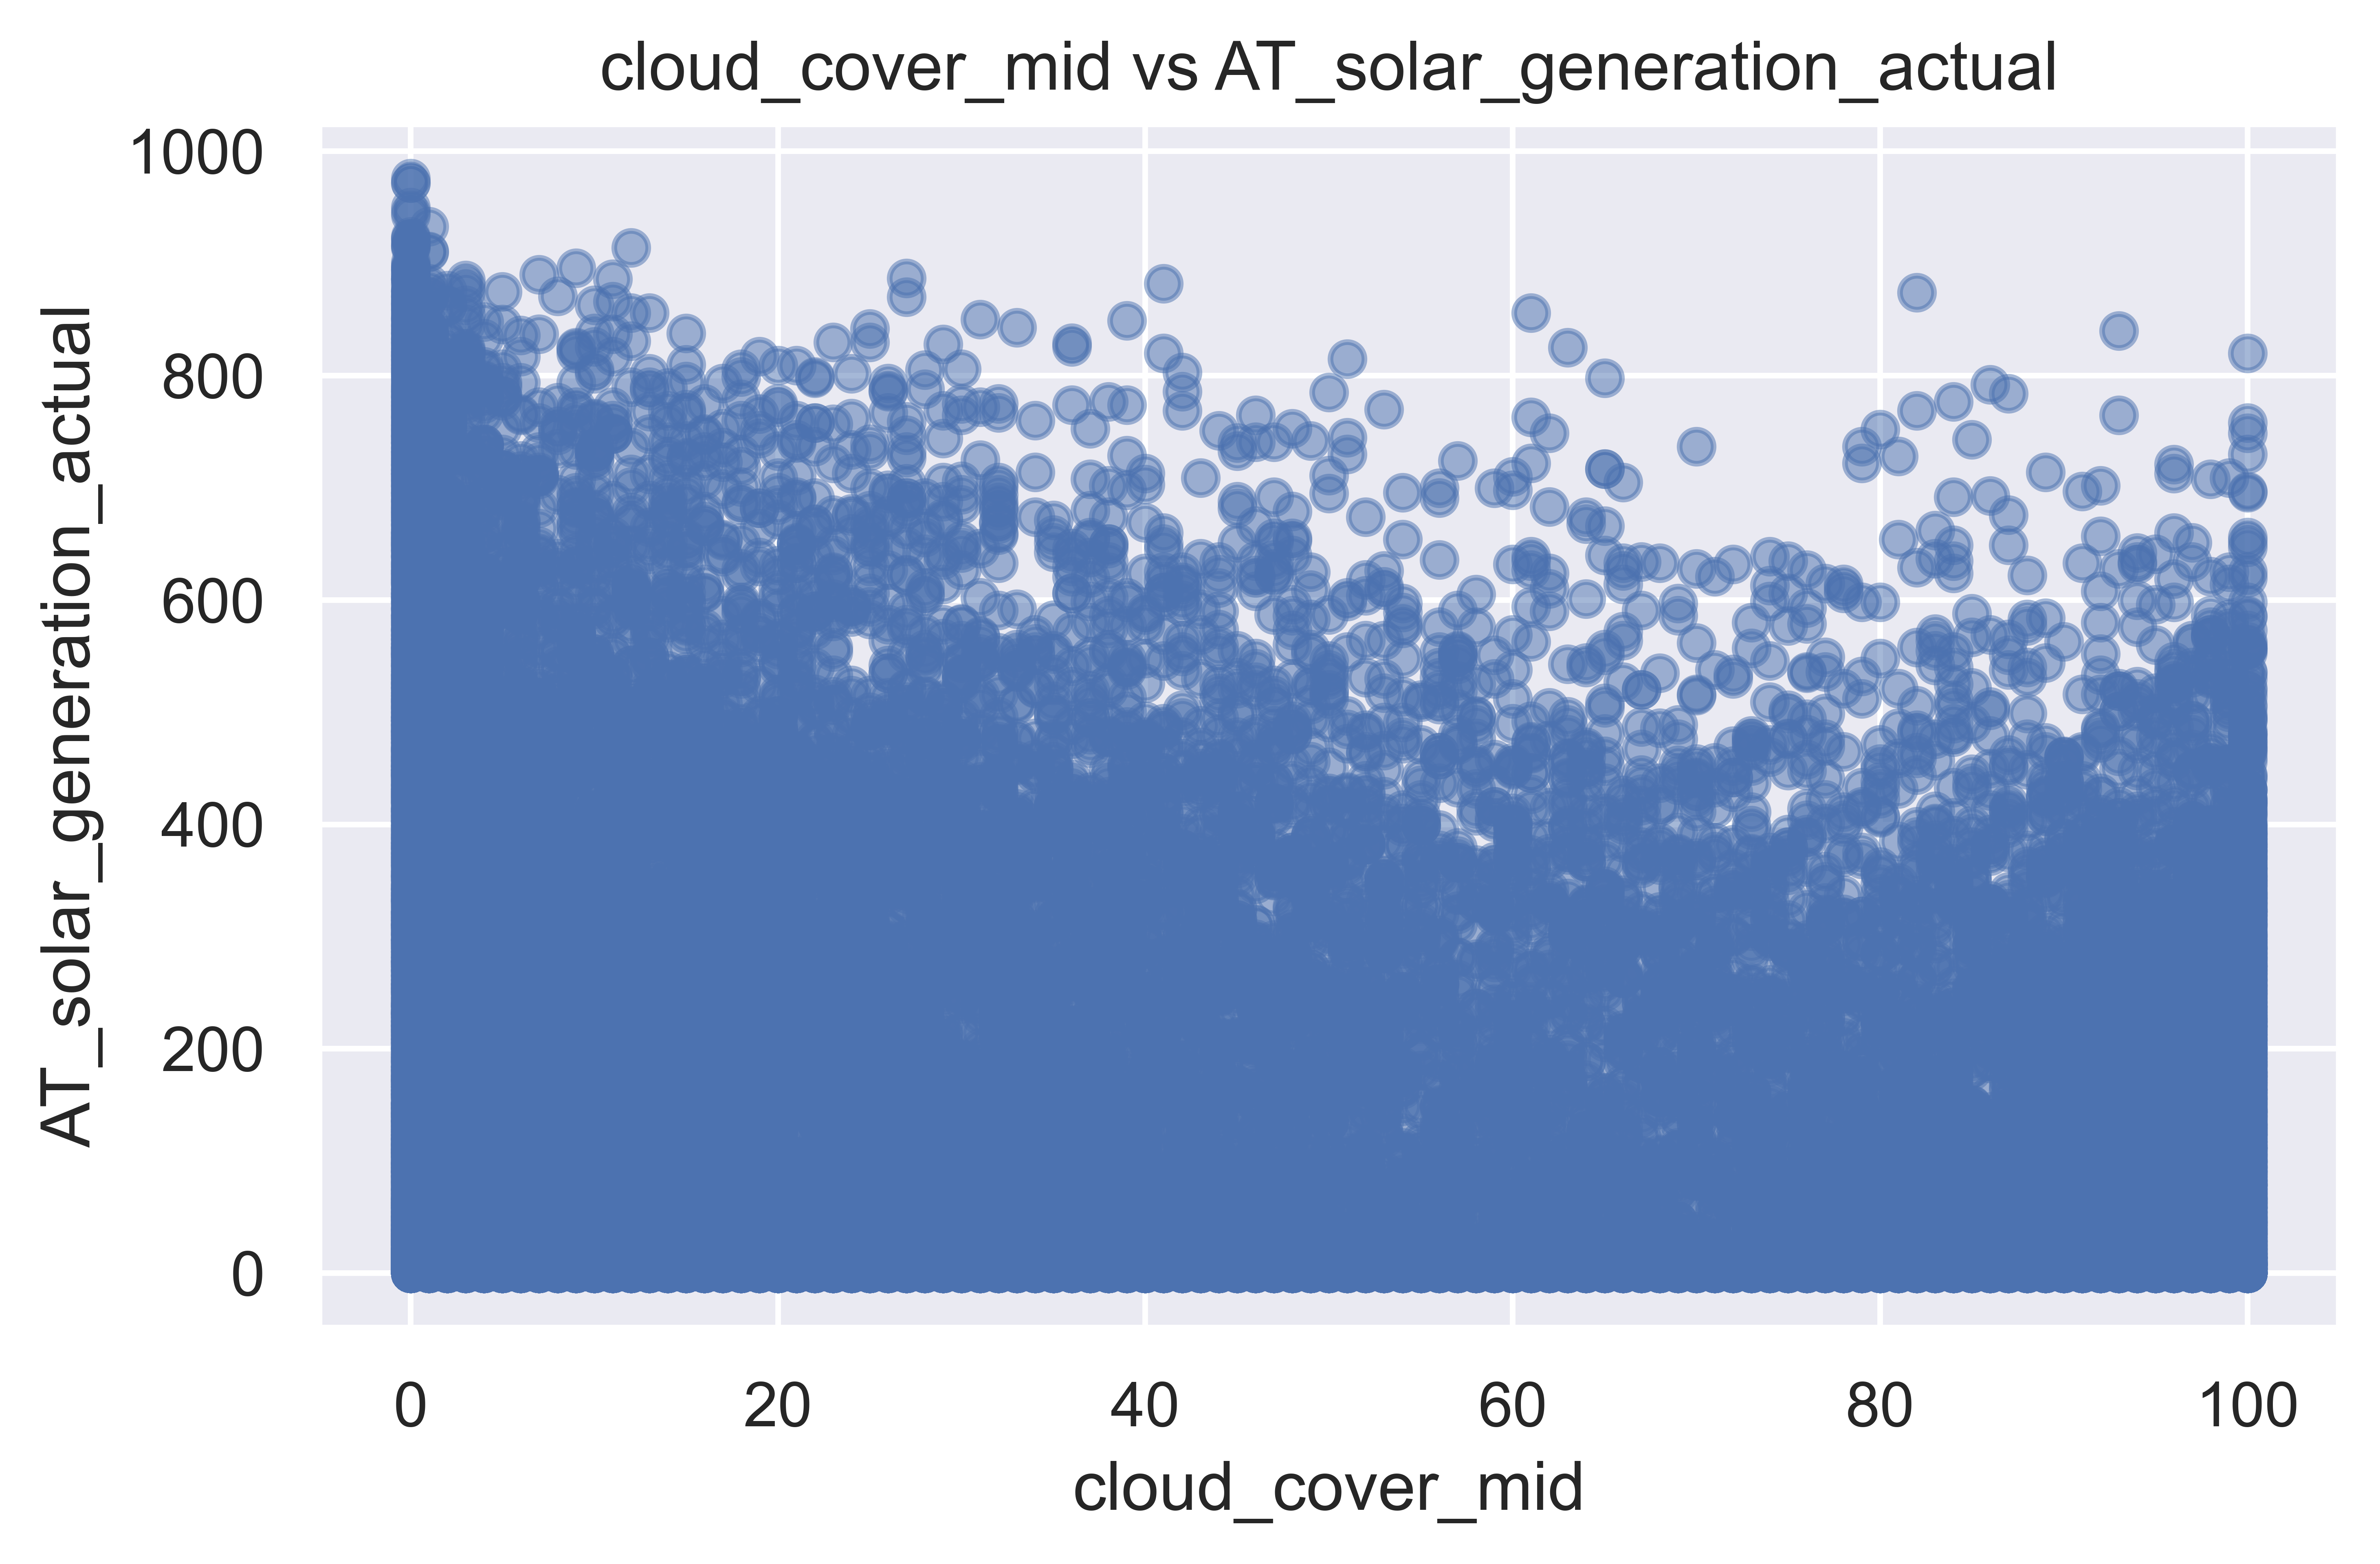 cloud_cover_mid vs AT_solar_generation_actual
AT_solar_generation_actual
1000
800
600
400
200
0
0 20 40 60 80 100
cloud_cover_mid